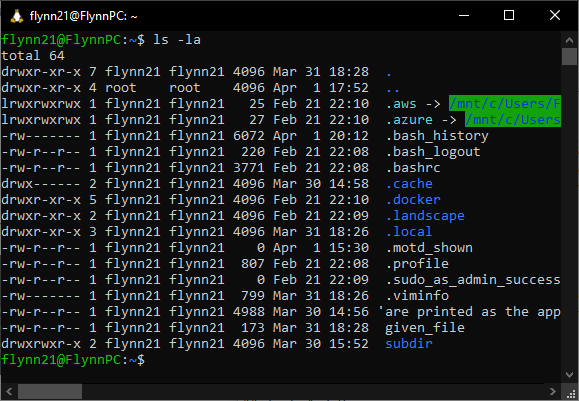 flynn21@FlynnPC: ~
flynn21@FlynnPC:~$ ls -la
total 64
drwxr-xr-x 7 flynn21 flynn21 4096 Mar 31 18:28 .
drwxr-xr-x 4 root    root    4096 Apr  1 17:52 ..
lrwxrwxrwx 1 flynn21 flynn21   25 Feb 21 22:10 .aws -> /mnt/c/Users/F
lrwxrwxrwx 1 flynn21 flynn21   27 Feb 21 22:10 .azure -> /mnt/c/Users
-rw------- 1 flynn21 flynn21 6072 Apr  1 20:12 .bash_history
-rw-r--r-- 1 flynn21 flynn21  220 Feb 21 22:08 .bash_logout
-rw-r--r-- 1 flynn21 flynn21 3771 Feb 21 22:08 .bashrc
drwx------ 2 flynn21 flynn21 4096 Mar 30 14:58 .cache
drwxr-xr-x 5 flynn21 flynn21 4096 Feb 21 22:10 .docker
drwxr-xr-x 2 flynn21 flynn21 4096 Feb 21 22:09 .landscape
drwxr-xr-x 3 flynn21 flynn21 4096 Mar 31 18:26 .local
-rw-r--r-- 1 flynn21 flynn21    0 Apr  1 15:30 .motd_shown
-rw-r--r-- 1 flynn21 flynn21  807 Feb 21 22:08 .profile
-rw-r--r-- 1 flynn21 flynn21    0 Feb 21 22:09 .sudo_as_admin_success
-rw------- 1 flynn21 flynn21  799 Mar 31 18:26 .viminfo
-rw-r--r-- 1 flynn21 flynn21 4988 Mar 30 14:56 'are printed as the app
-rw-r--r-- 1 flynn21 flynn21  173 Mar 31 18:28 given_file
drwxrwxr-x 2 flynn21 flynn21 4096 Mar 30 15:52 subdir
flynn21@FlynnPC:~$